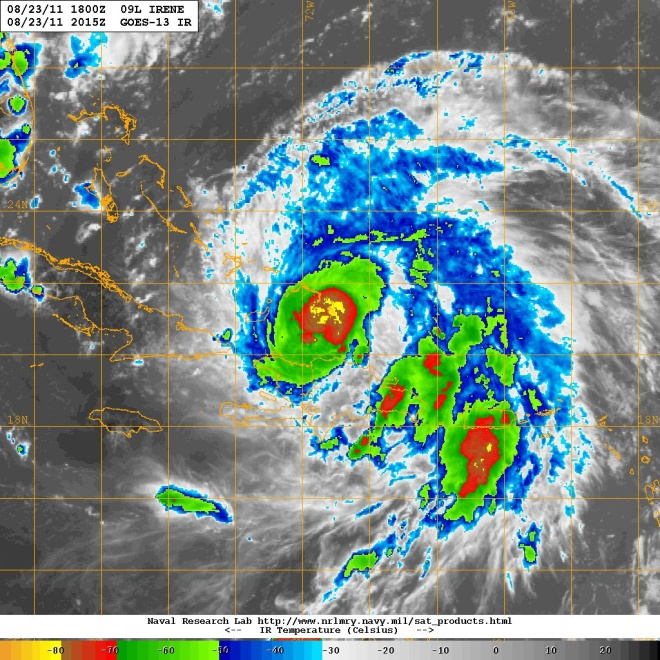 08/23/11 1800Z 09L IRENE
08/23/11 2015Z GOES-13 IR
72W
24N
18N
18N
Naval Research Lab http://www.nrlmry.navy.mil/sat_products.html
<-- IR Temperature (Celsius) -->
-80 -70 -60 -50 -40 -30 -20 -10 0 10 20